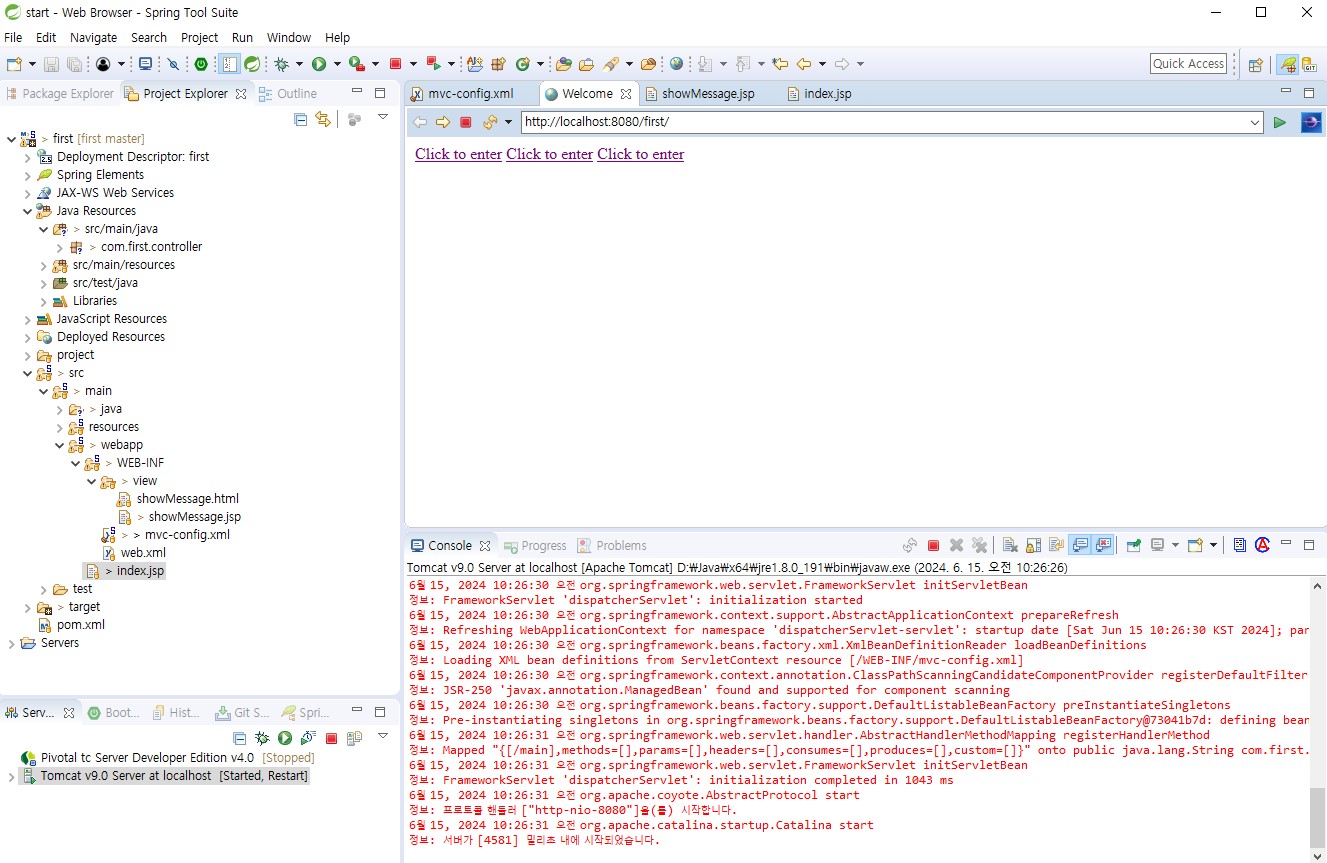 start - Web Browser - Spring Tool Suite
File Edit Navigate Search Project Run Window Help
Quick Access
Package Explorer Project Explorer Outline
first [first master]
Deployment Descriptor: first
Spring Elements
JAX-WS Web Services
Java Resources
> src/main/java
> com.first.controller
src/main/resources
src/test/java
Libraries
JavaScript Resources
Deployed Resources
project
> src
> main
> java
resources
> webapp
> WEB-INF
> view
showMessage.html
> showMessage.jsp
> > mvc-config.xml
web.xml
> index.jsp
test
> target
pom.xml
Servers
Serv... Boot... Hist... Git S... Spri...
Pivotal tc Server Developer Edition v4.0 [Stopped]
Tomcat v9.0 Server at localhost [Started, Restart]
mvc-config.xml Welcome showMessage.jsp index.jsp
http://localhost:8080/first/
Click to enter Click to enter Click to enter
Console Progress Problems
Tomcat v9.0 Server at localhost [Apache Tomcat] D:₩Java₩x64₩jre1.8.0_191₩bin₩javaw.exe (2024. 6. 15. 오전 10:26:26)
6월 15, 2024 10:26:30 오전 org.springframework.web.servlet.FrameworkServlet initServletBean
정보: FrameworkServlet 'dispatcherServlet': initialization started
6월 15, 2024 10:26:30 오전 org.springframework.context.support.AbstractApplicationContext prepareRefresh
정보: Refreshing WebApplicationContext for namespace 'dispatcherServlet-servlet': startup date [Sat Jun 15 10:26:30 KST 2024]; par
6월 15, 2024 10:26:30 오전 org.springframework.beans.factory.xml.XmlBeanDefinitionReader loadBeanDefinitions
정보: Loading XML bean definitions from ServletContext resource [/WEB-INF/mvc-config.xml]
6월 15, 2024 10:26:30 오전 org.springframework.context.annotation.ClassPathScanningCandidateComponentProvider registerDefaultFilter
정보: JSR-250 'javax.annotation.ManagedBean' found and supported for component scanning
6월 15, 2024 10:26:30 오전 org.springframework.beans.factory.support.DefaultListableBeanFactory preInstantiateSingletons
정보: Pre-instantiating singletons in org.springframework.beans.factory.support.DefaultListableBeanFactory@73041b7d: defining bean
6월 15, 2024 10:26:31 오전 org.springframework.web.servlet.handler.AbstractHandlerMethodMapping registerHandlerMethod
정보: Mapped "{[/main],methods=[],params=[],headers=[],consumes=[],produces=[],custom=[]}" onto public java.lang.String com.first.
6월 15, 2024 10:26:31 오전 org.springframework.web.servlet.FrameworkServlet initServletBean
정보: FrameworkServlet 'dispatcherServlet': initialization completed in 1043 ms
6월 15, 2024 10:26:31 오전 org.apache.coyote.AbstractProtocol start
정보: 프로토콜 핸들러 ["http-nio-8080"]을(를) 시작합니다.
6월 15, 2024 10:26:31 오전 org.apache.catalina.startup.Catalina start
정보: 서버가 [4581] 밀리초 내에 시작되었습니다.